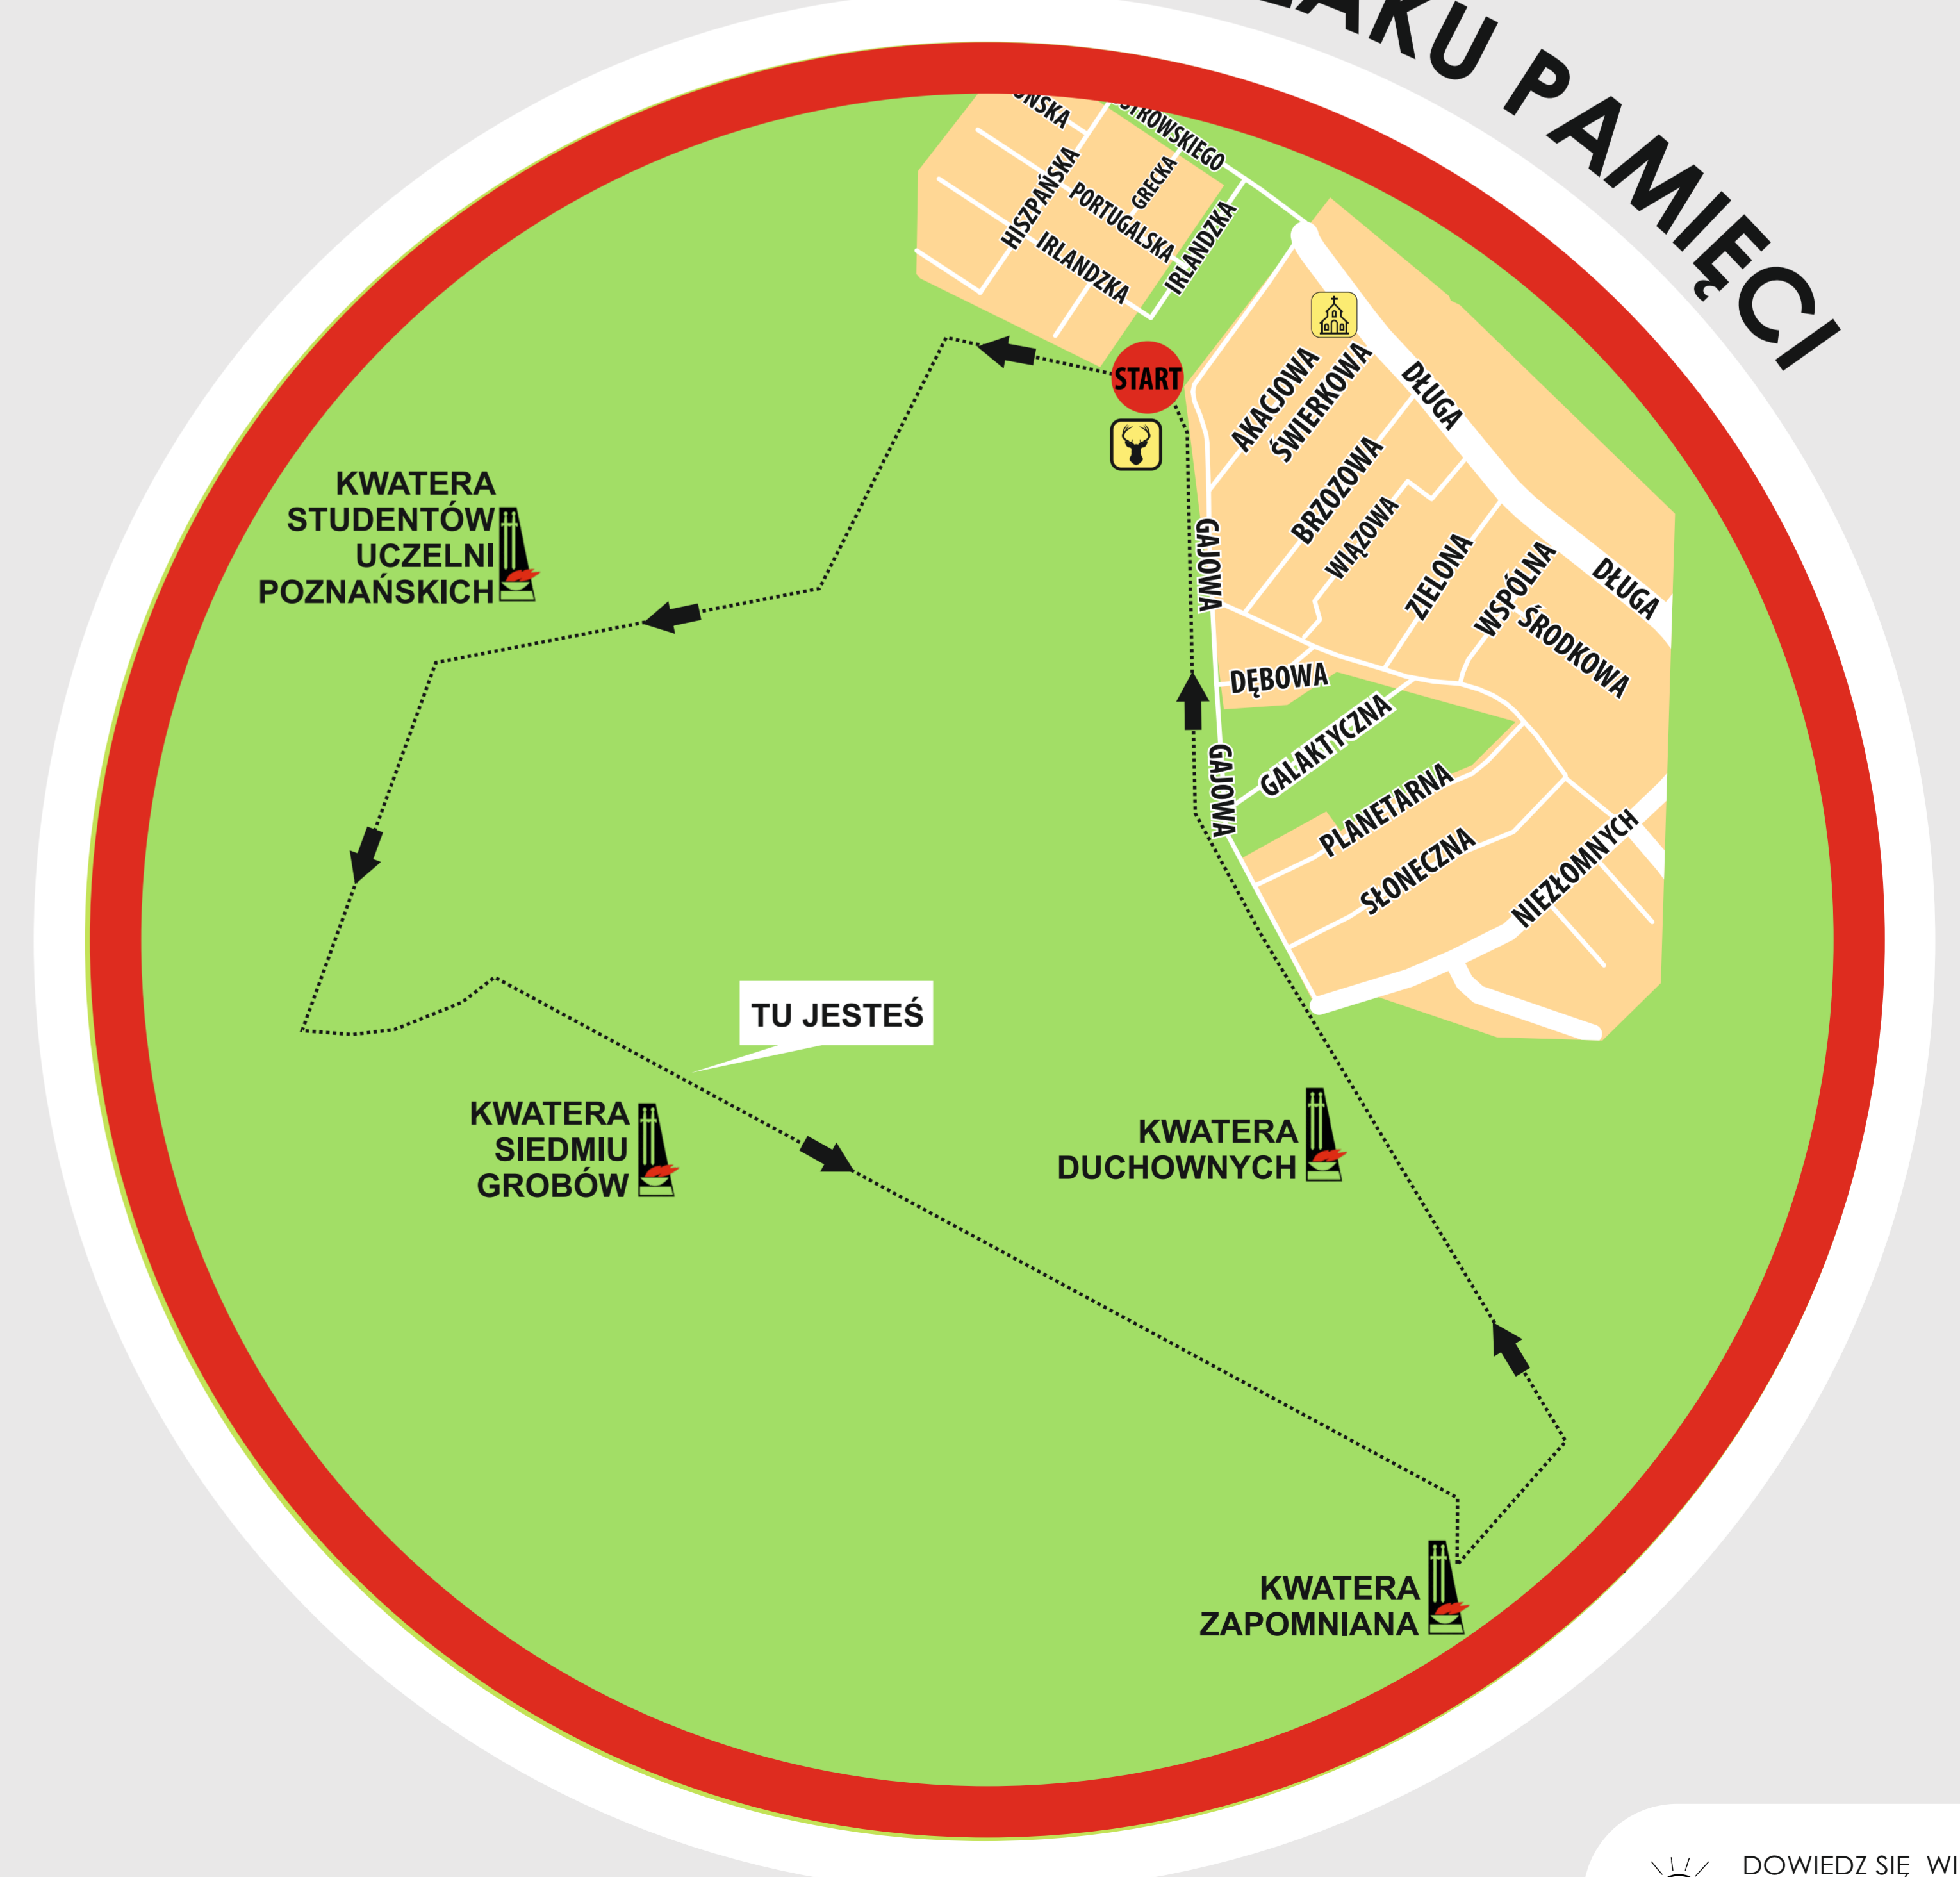 PAMIĘCI
GRECKA
HISZPAŃSKA
PORTUGALSKA
IRLANDZKA
IRLANDZKA
START
AKACJOWA
ŚWIERKOWA
DŁUGA
BRZOZOWA
WIĄZOWA
KWATERA
STUDENTÓW
UCZELNI
POZNAŃSKICH
GAJOWA
ZIELONA
WSPÓLNA
DŁUGA
ŚRODKOWA
DĘBOWA
GALAKTYCZNA
GAJOWA
PLANETARNA
SŁONECZNA
NIEZŁOMNYCH
TU JESTEŚ
KWATERA
SIEDMIU
GROBÓW
KWATERA
DUCHOWNYCH
KWATERA
ZAPOMNIANA
DOWIEDZ SIĘ